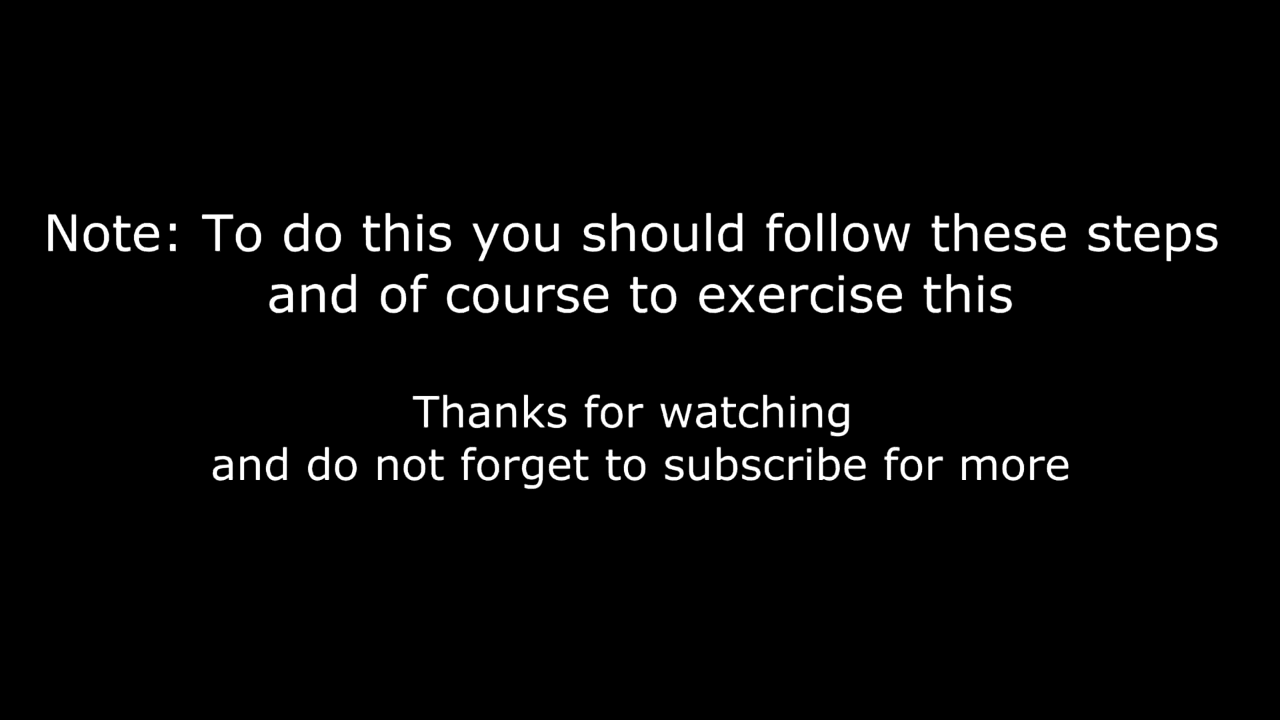 Note: To do this you should follow these steps
and of course to exercise this
Thanks for watching
and do not forget to subscribe for more